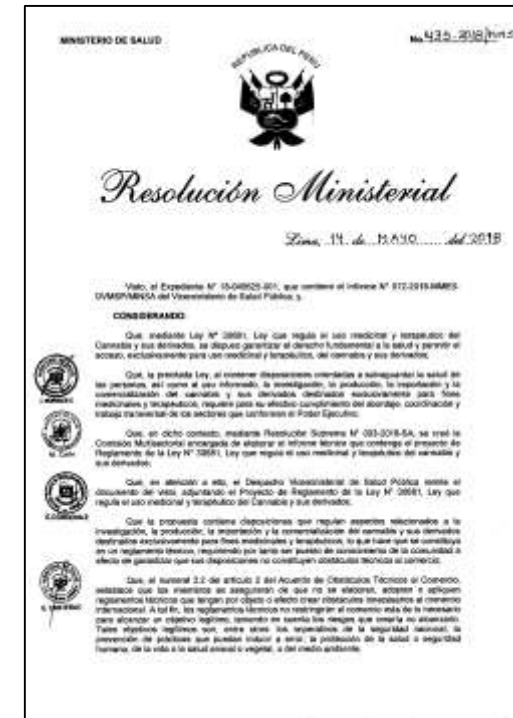 MINISTERIO DE SALUD
No. 435-2018/MINSA
REPUBLICA DEL PERU
Resolución Ministerial
Lima, 14 de MAYO del 2018
Visto, el Expediente N° 18-048625-001, que contiene el Informe N° 072-2018-MIMES-
DVMSP/MINSA del Viceministerio de Salud Pública; y,
CONSIDERANDO:
Que, mediante Ley N° 30681, Ley que regula el uso medicinal y terapéutico del
Cannabis y sus derivados, se dispuso garantizar el derecho fundamental a la salud y permitir el
acceso, exclusivamente para uso medicinal y terapéutico, del cannabis y sus derivados;
Que, la precitada Ley, al contener disposiciones orientadas a salvaguardar la salud de
las personas, así como al uso informado, la investigación, la producción, la importación y la
comercialización del cannabis y sus derivados destinados exclusivamente para fines
medicinales y terapéuticos, requiere para su efectivo cumplimiento del abordaje, coordinación y
trabajo transversal de los sectores que conforman el Poder Ejecutivo;
Que, en dicho contexto, mediante Resolución Suprema N° 003-2018-SA, se creó la
Comisión Multisectorial encargada de elaborar el informe técnico que contenga el proyecto de
Reglamento de la Ley N° 30681, Ley que regula el uso medicinal y terapéutico del cannabis y
sus derivados;
Que, en atención a ello, el Despacho Viceministerial de Salud Pública remite el
documento del visto, adjuntando el Proyecto de Reglamento de la Ley N° 30681, Ley que
regula el uso medicinal y terapéutico del Cannabis y sus derivados;
Que la propuesta contiene disposiciones que regulan aspectos relacionados a la
investigación, la producción, la importación y la comercialización del cannabis y sus derivados
destinados exclusivamente para fines medicinales y terapéuticos, lo que hace que se constituya
en un reglamento técnico, requiriendo por tanto ser puesto de conocimiento de la comunidad a
efecto de garantizar que sus disposiciones no constituyen obstáculos técnicos al comercio;
Que, el numeral 2.2 del artículo 2 del Acuerdo de Obstáculos Técnicos al Comercio,
establece que los miembros se aseguran de que no se elaboren, adopten o apliquen
reglamentos técnicos que tengan por objeto o efecto crear obstáculos innecesarios al comercio
internacional. A tal fin, los reglamentos técnicos no restringirán el comercio más de lo necesario
para alcanzar un objetivo legítimo, teniendo en cuenta los riesgos que crearía no alcanzarlo.
Tales objetivos legítimos son, entre otros: los imperativos de la seguridad nacional, la
prevención de prácticas que puedan inducir a error, la protección de la salud o seguridad
humana, de la vida o la salud animal o vegetal, o del medio ambiente.